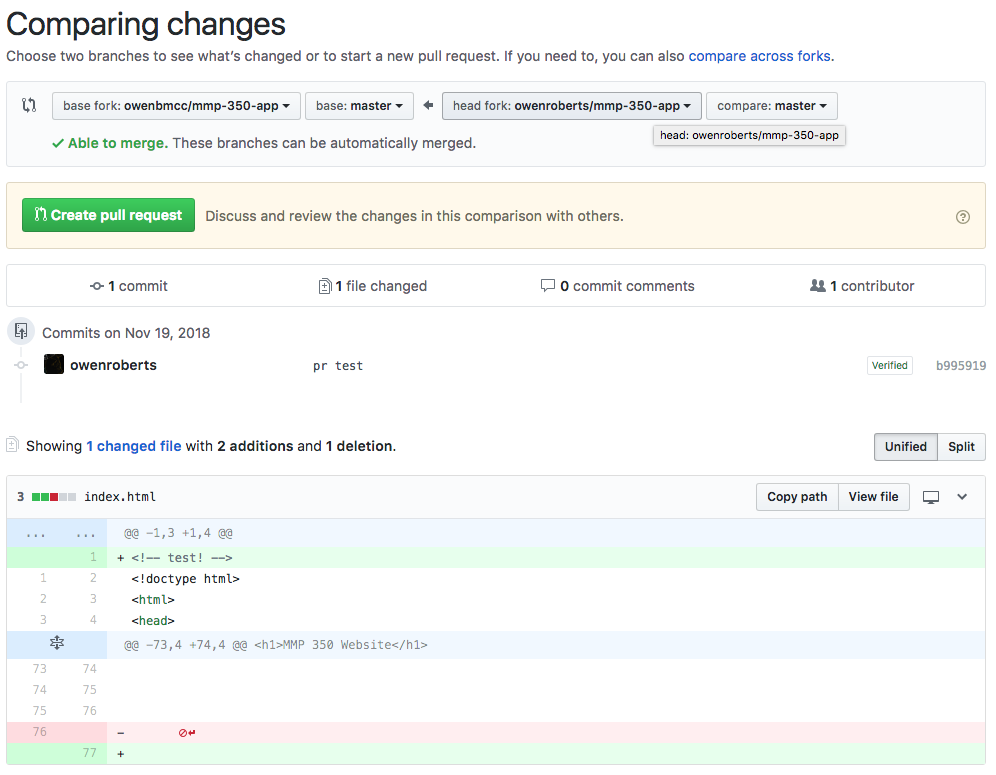 Comparing changes
Choose two branches to see what's changed or to start a new pull request. If you need to, you can also compare across forks.
base fork: owenbmcc/mmp-350-app base: master head fork: owenroberts/mmp-350-app compare: master
head: owenroberts/mmp-350-app
Able to merge. These branches can be automatically merged.
Create pull request Discuss and review the changes in this comparison with others.
1 commit 1 file changed 0 commit comments 1 contributor
Commits on Nov 19, 2018
owenroberts pr test Verified b995919
Showing 1 changed file with 2 additions and 1 deletion. Unified Split
3 index.html Copy path View file
... ... @@ -1,3 +1,4 @@
1 + <!-- test! -->
1 2 <!doctype html>
2 3 <html>
3 4 <head>
@@ -73,4 +74,4 @@ <h1>MMP 350 Website</h1>
73 74
74 75
75 76
76 -
77 +